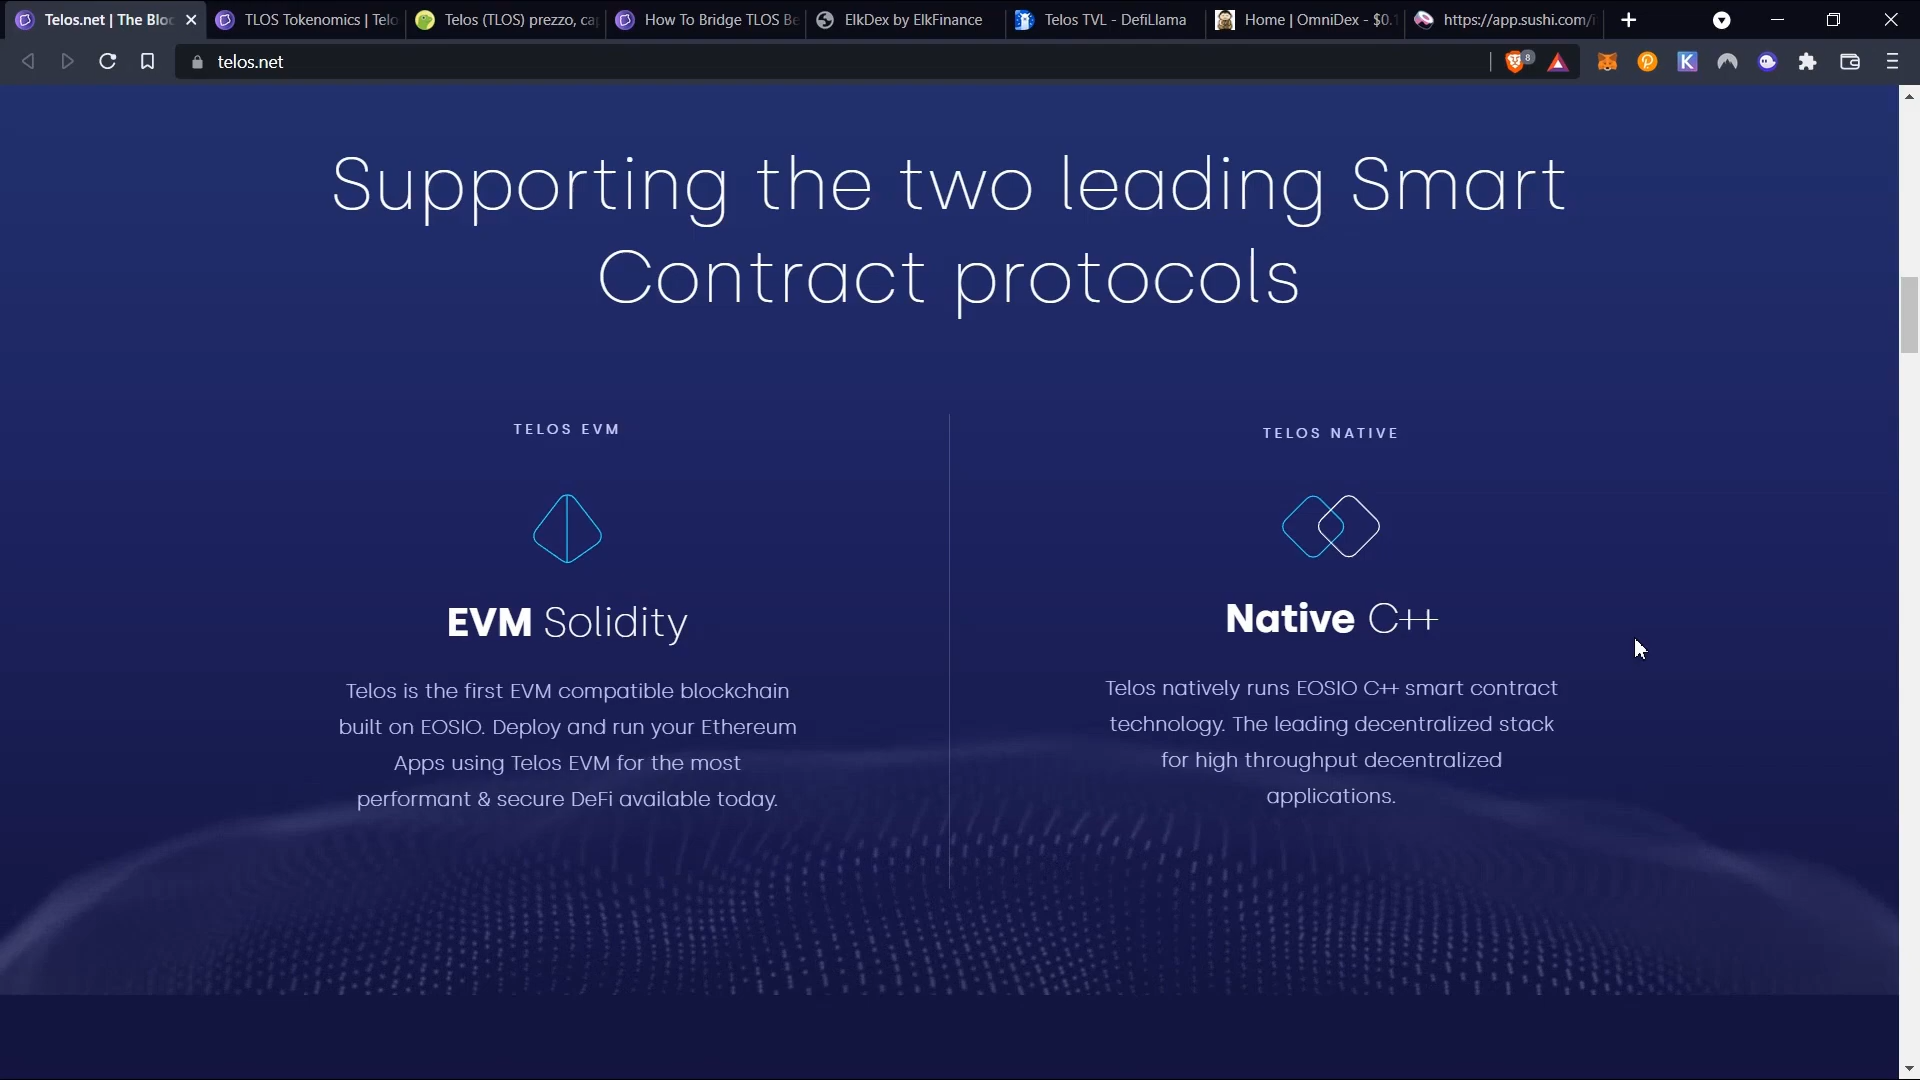 Telos.net | The Bloc
TLOS Tokenomics | Telo
Telos (TLOS) prezzo, ca
How To Bridge TLOS Be
ElkDex by ElkFinance
Telos TVL - DefiLlama
Home | OmniDex - $0.1
https://app.sushi.com/
telos.net
8
Supporting the two leading Smart
Contract protocols
TELOS EVM
EVM Solidity
Telos is the first EVM compatible blockchain
built on EOSIO. Deploy and run your Ethereum
Apps using Telos EVM for the most
performant & secure DeFi available today.
TELOS NATIVE
Native C++
Telos natively runs EOSIO C++ smart contract
technology. The leading decentralized stack
for high throughput decentralized
applications.